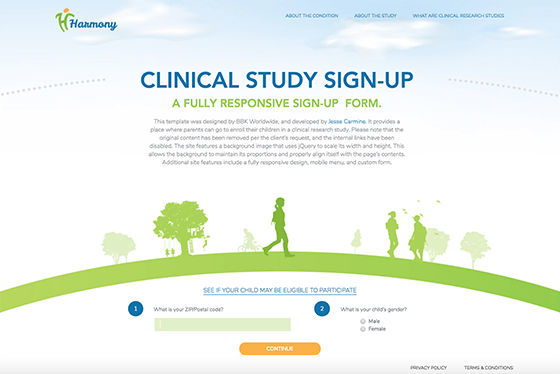 Harmony
ABOUT THE CONDITION ABOUT THE STUDY WHAT ARE CLINICAL RESEARCH STUDIES
CLINICAL STUDY SIGN-UP
A FULLY RESPONSIVE SIGN-UP FORM.
This template was designed by BBK Worldwide, and developed by Jesse Carmine. It provides a
place where parents can go to enroll their children in a clinical research study. Please note that the
original content has been removed per the client's request, and the internal links have been
disabled. The site features a background image that uses jQuery to scale its width and height. This
allows the background to maintain its proportions and properly align itself with the page's contents.
Additional site features include a fully responsive design, mobile menu, and custom form.
SEE IF YOUR CHILD MAY BE ELIGIBLE TO PARTICIPATE
1 What is your ZIP/Postal code?
2 What is your child's gender?
Male
Female
CONTINUE
PRIVACY POLICY TERMS & CONDITIONS